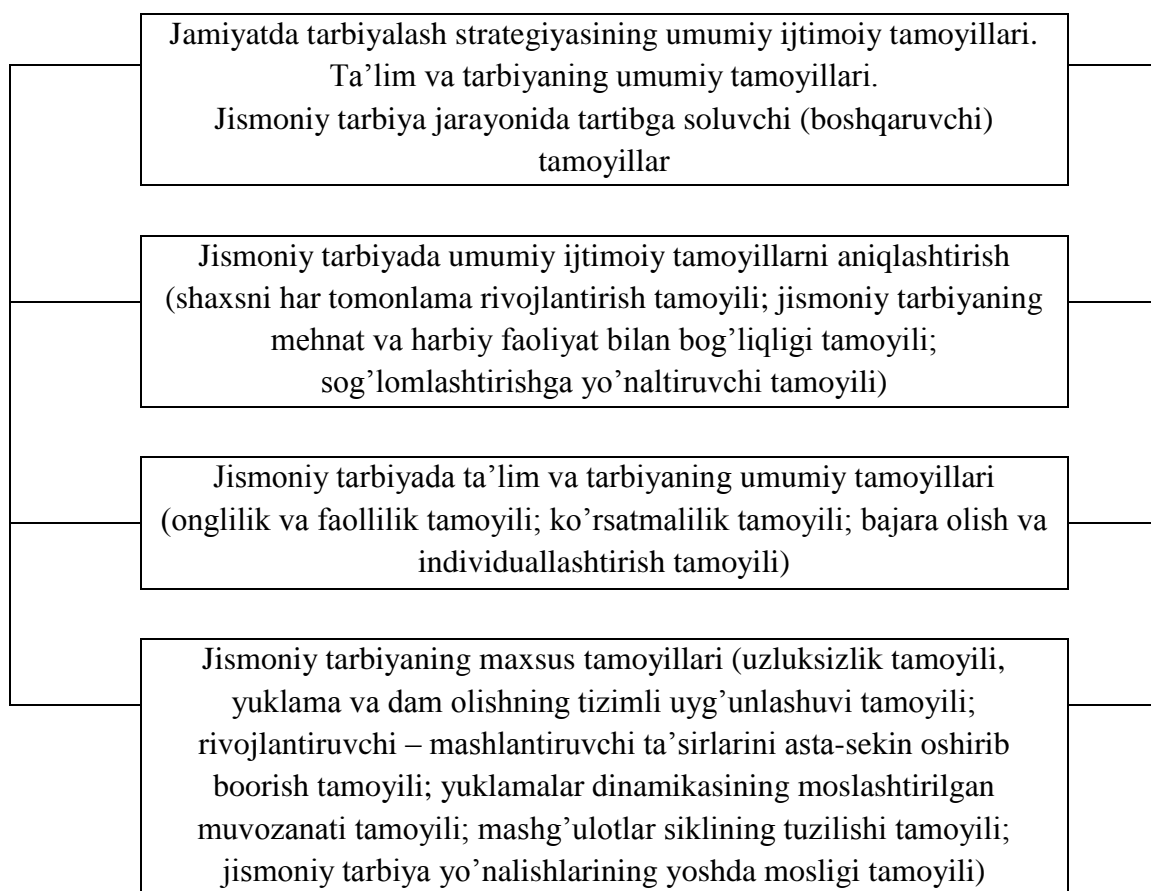 Jamiyatda tarbiyalash strategiyasining umumiy ijtimoiy tamoyillari.
Ta’lim va tarbiyaning umumiy tamoyillari.
Jismoniy tarbiya jarayonida tartibga soluvchi (boshqaruvchi)
tamoyillar
Jismoniy tarbiyada umumiy ijtimoiy tamoyillarni aniqlashtirish
(shaxsni har tomonlama rivojlantirish tamoyili; jismoniy tarbiyaning
mehnat va harbiy faoliyat bilan bog’liqligi tamoyili;
sog’lomlashtirishga yo’naltiruvchi tamoyili)
Jismoniy tarbiyada ta’lim va tarbiyaning umumiy tamoyillari
(onglilik va faollilik tamoyili; ko’rsatmalilik tamoyili; bajara olish va
individuallashtirish tamoyili)
Jismoniy tarbiyaning maxsus tamoyillari (uzluksizlik tamoyili,
yuklama va dam olishning tizimli uyg’unlashuvi tamoyili;
rivojlantiruvchi – mashlantiruvchi ta’sirlarini asta-sekin oshirib
boorish tamoyili; yuklamalar dinamikasining moslashtirilgan
muvozanati tamoyili; mashg’ulotlar siklining tuzilishi tamoyili;
jismoniy tarbiya yo’nalishlarining yoshda mosligi tamoyili)